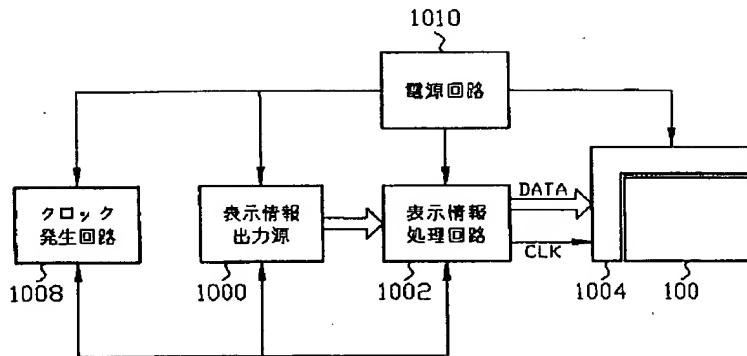 1010
電源回路
クロック
発生回路
表示情報
出力源
表示情報
処理回路
DATA
CLK
1008
1000
1002
1004
100